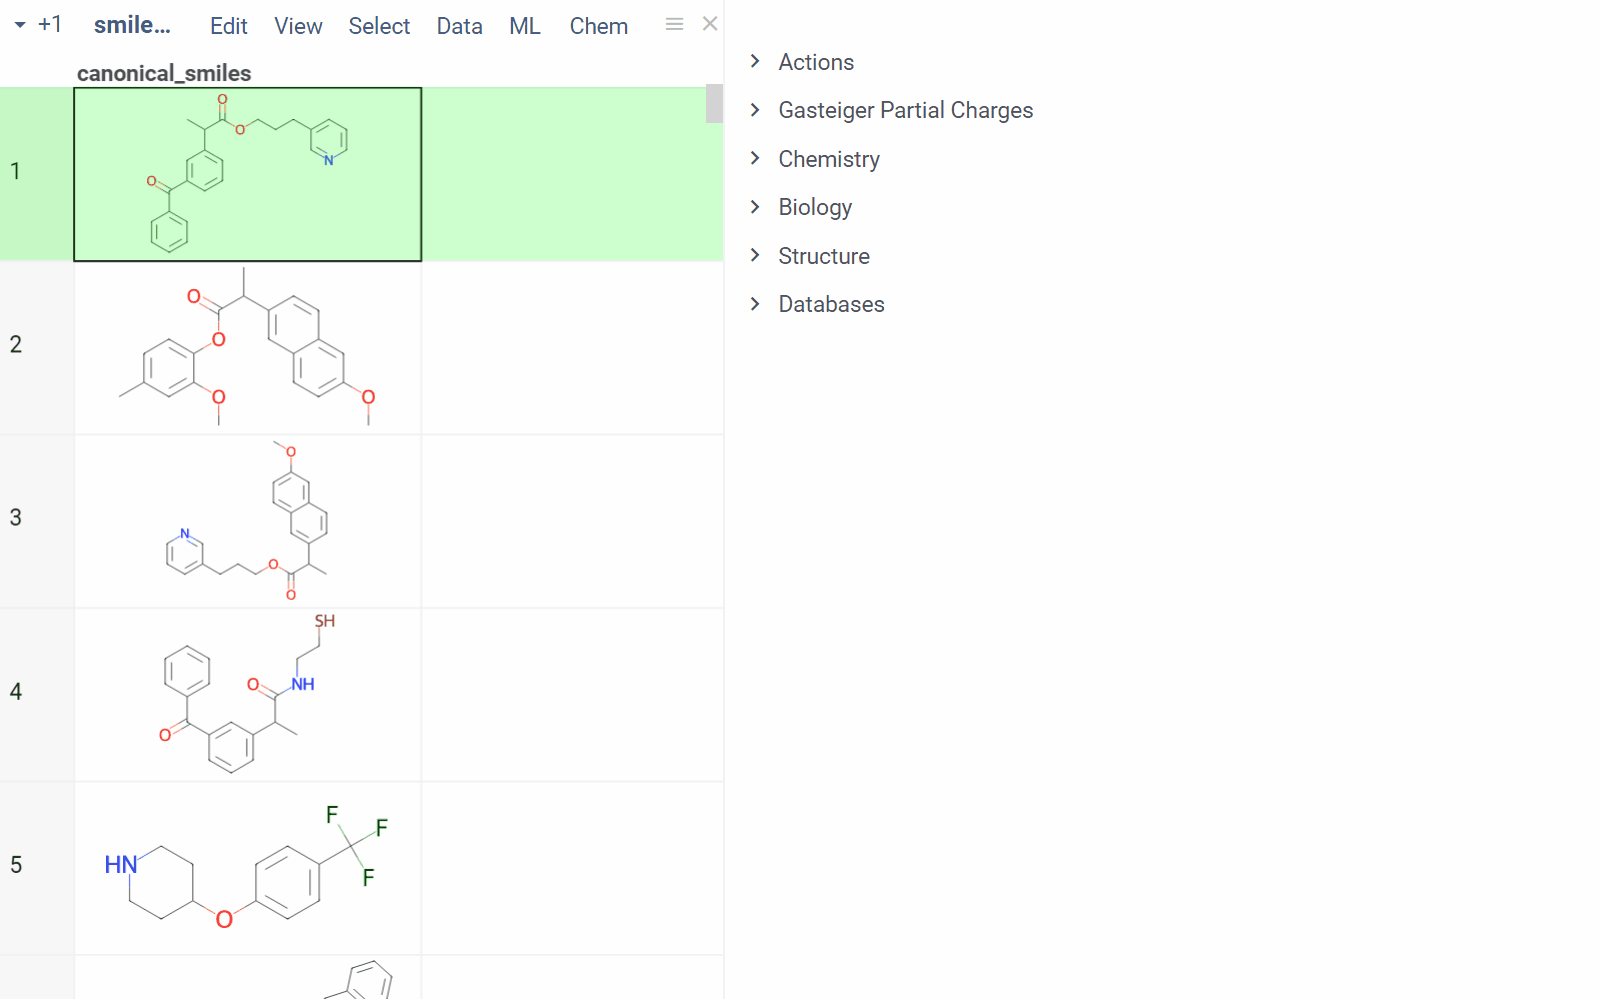 +1 smile... Edit View Select Data ML Chem
canonical_smiles
1
O
O
N
O
2
O
O
O
O
3
O
N
O
O
4
SH
O
NH
O
5
F
F
HN
F
O
Actions
Gasteiger Partial Charges
Chemistry
Biology
Structure
Databases